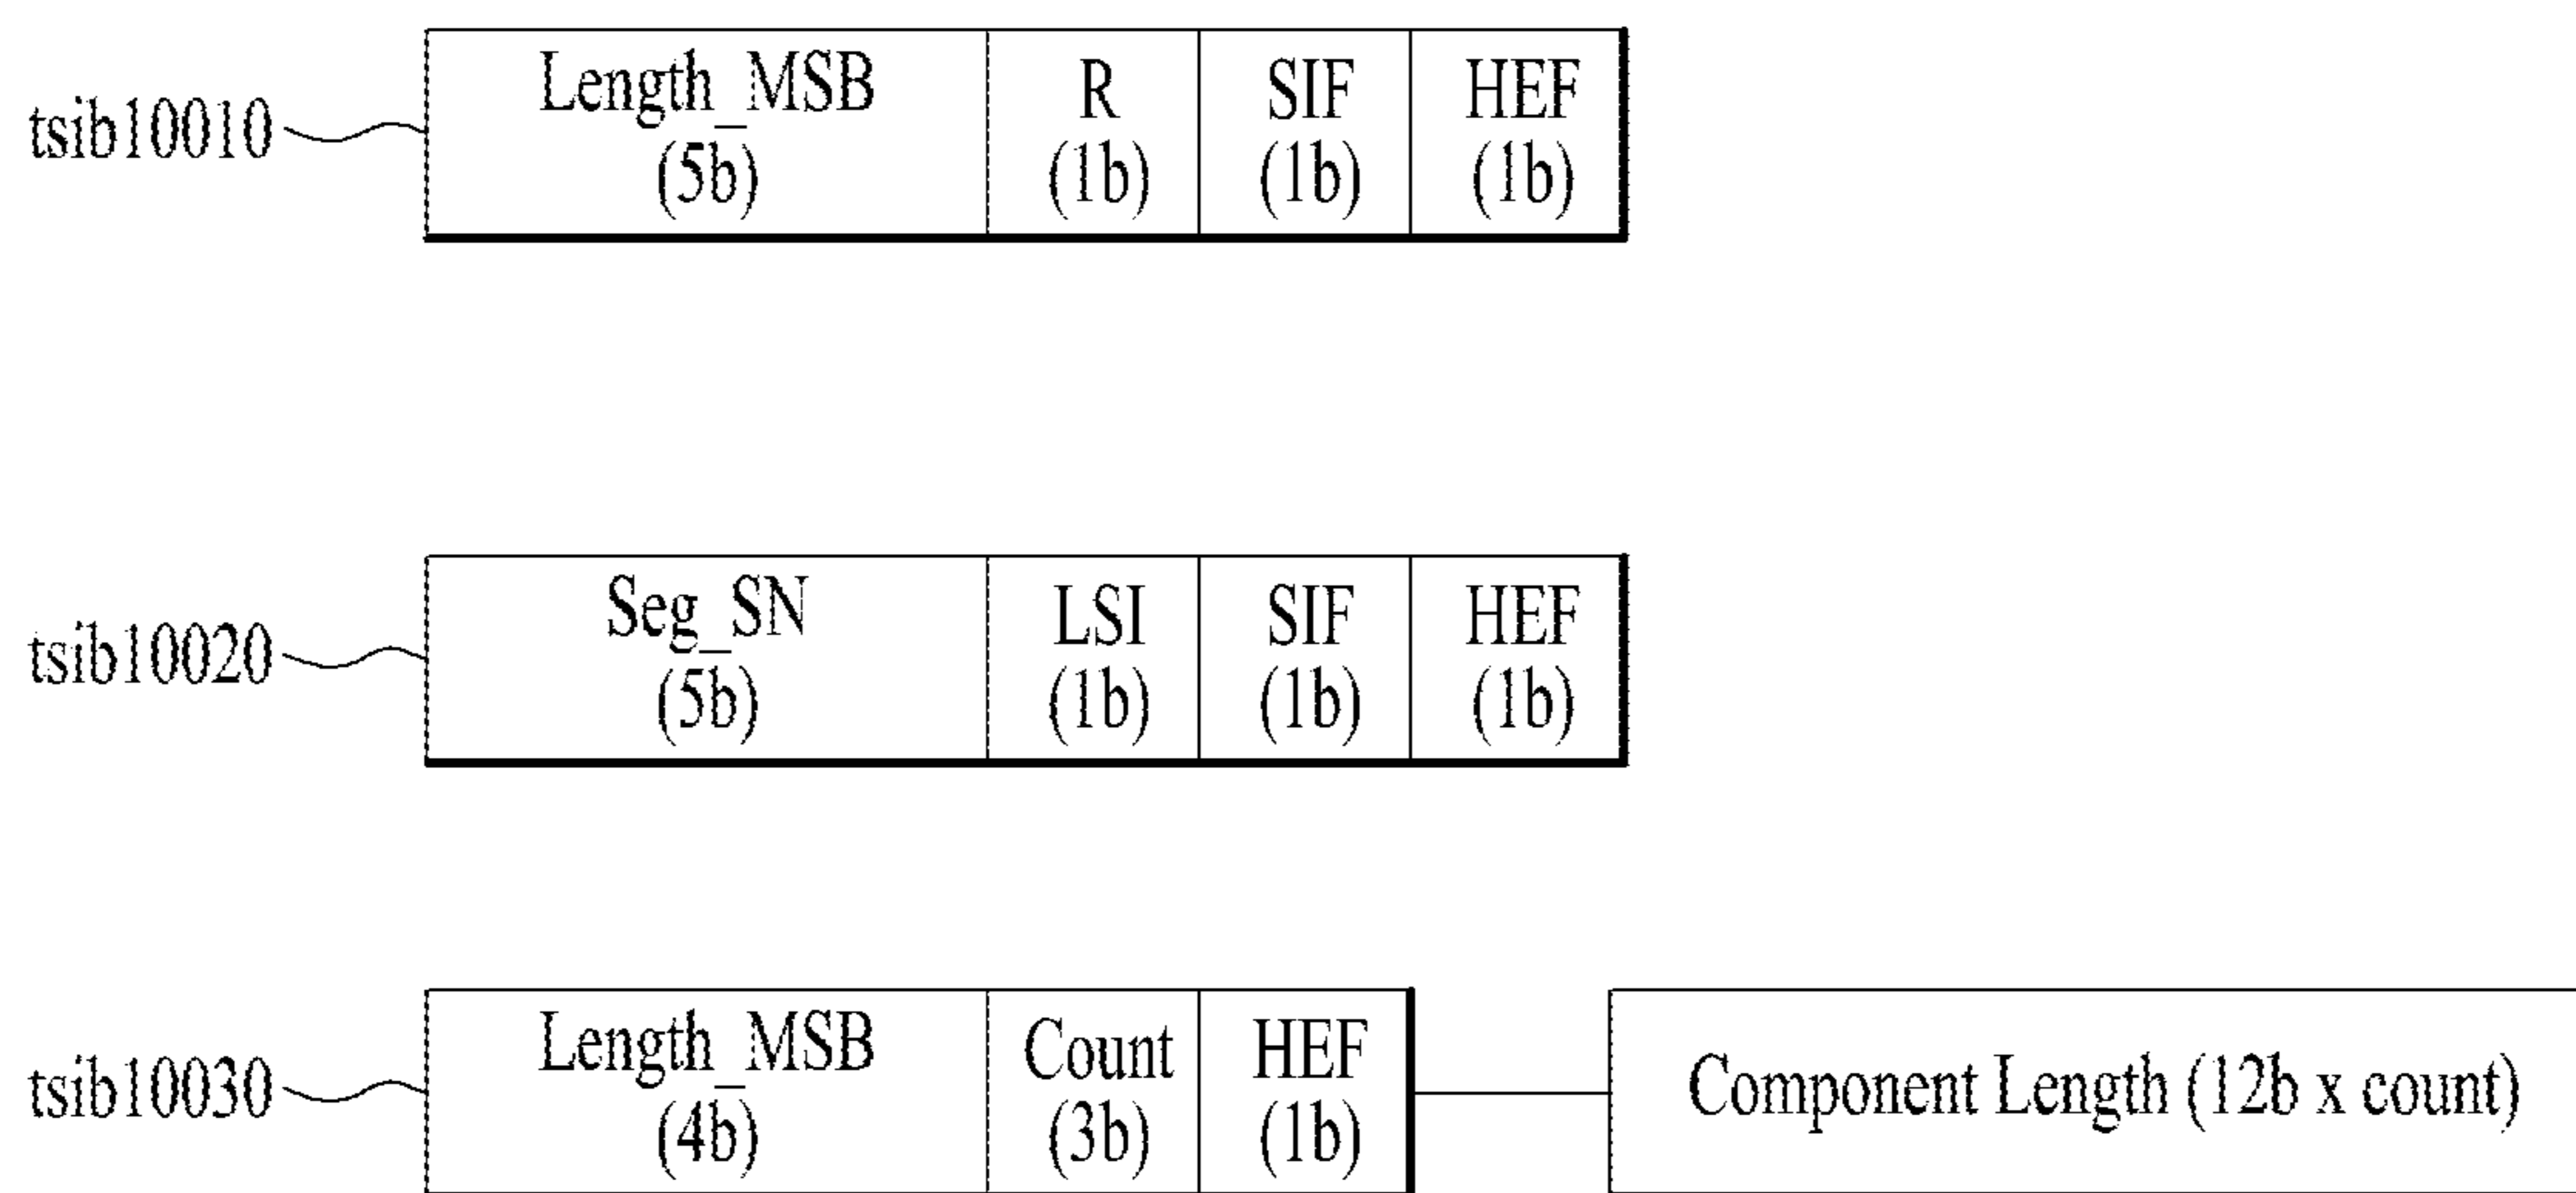 tsib10010
Length_MSB
(5b)
R
(1b)
SIF
(1b)
HEF
(1b)
tsib10020
Seg_SN
(5b)
LSI
(1b)
SIF
(1b)
HEF
(1b)
tsib10030
Length_MSB
(4b)
Count
(3b)
HEF
(1b)
Component Length (12b x count)